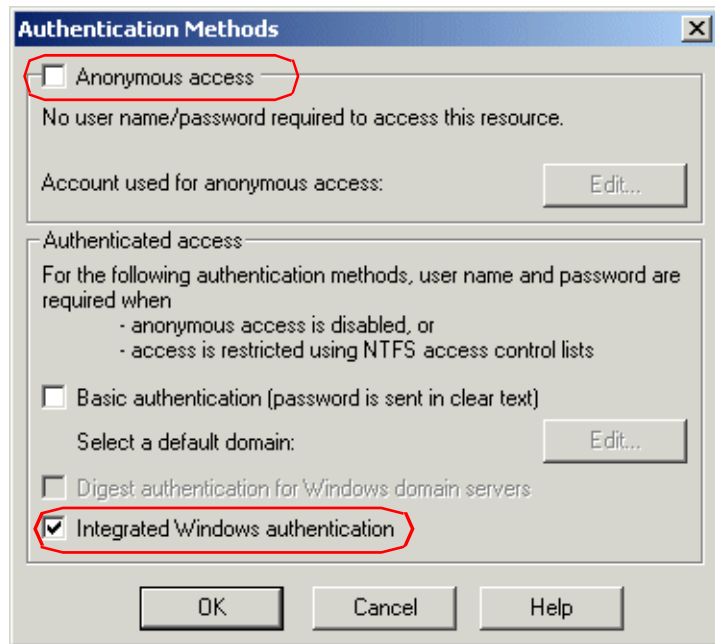 Authentication Methods
Anonymous access
No user name/password required to access this resource.
Account used for anonymous access:
Edit...
Authenticated access
For the following authentication methods, user name and password are
required when
- anonymous access is disabled, or
- access is restricted using NTFS access control lists
Basic authentication (password is sent in clear text)
Select a default domain:
Edit...
Digest authentication for Windows domain servers
Integrated Windows authentication
OK
Cancel
Help